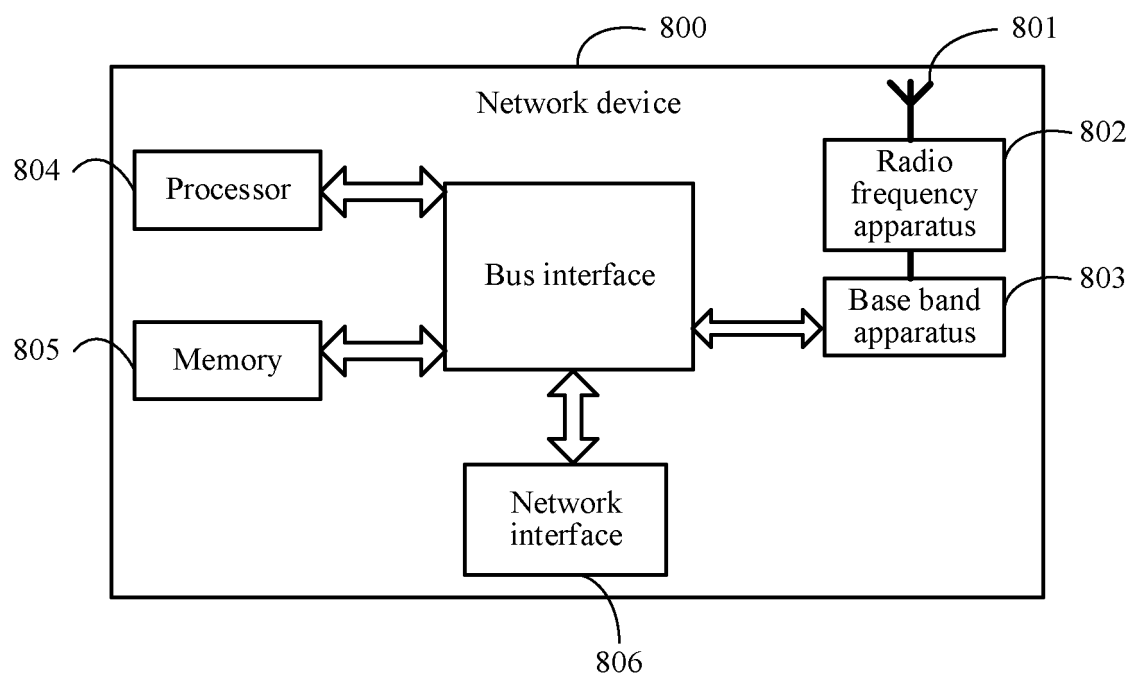 800
801
Network device
802
804
Processor
Radio
frequency
apparatus
Bus interface
803
Base band
apparatus
805
Memory
Network
interface
806